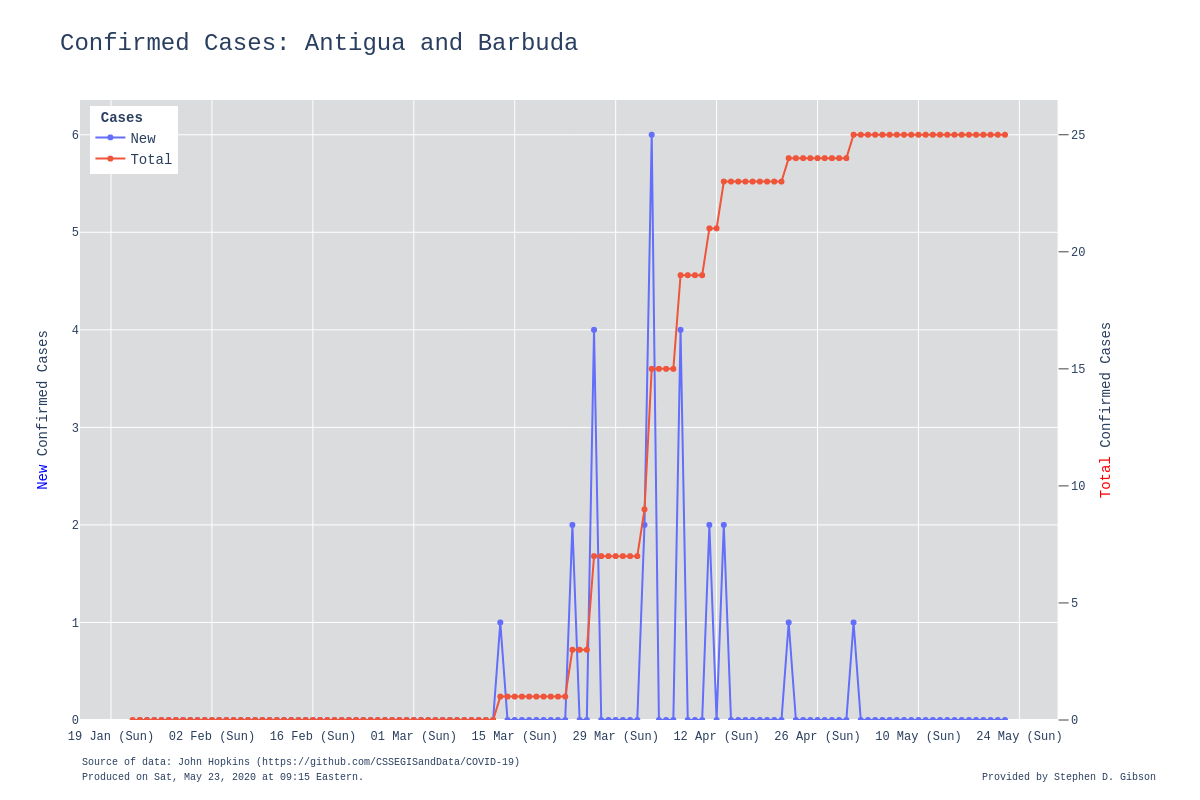 Confirmed Cases: Antigua and Barbuda
Cases
New
Total
6
5
4
3
2
1
0
25
20
15
10
5
0
New Confirmed Cases
Total Confirmed Cases
19 Jan (Sun) 02 Feb (Sun) 16 Feb (Sun) 01 Mar (Sun) 15 Mar (Sun) 29 Mar (Sun) 12 Apr (Sun) 26 Apr (Sun) 10 May (Sun) 24 May (Sun)
Source of data: John Hopkins (https://github.com/CSSEGISandData/COVID-19)
Produced on Sat, May 23, 2020 at 09:15 Eastern.
Provided by Stephen D. Gibson